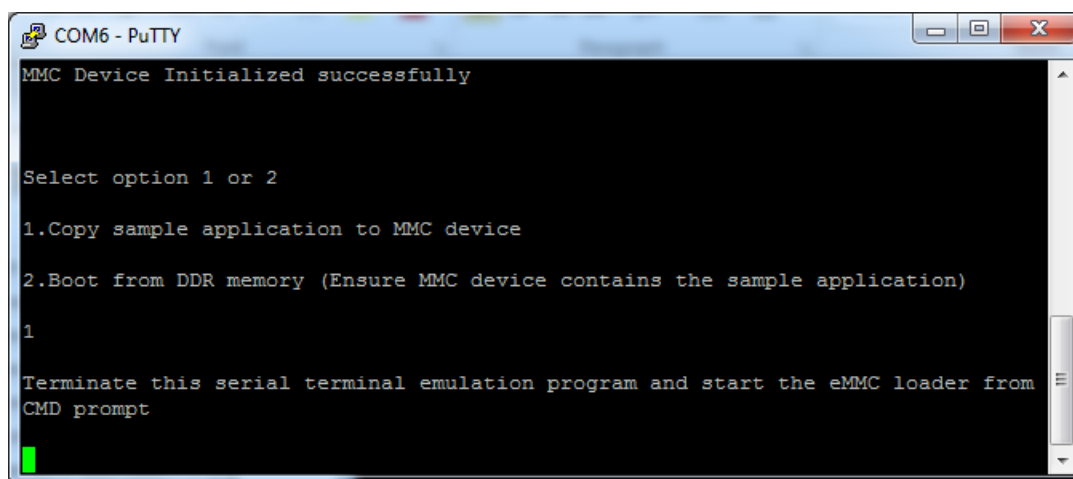 COM6 - PuTTY
MMC Device Initialized successfully
Select option 1 or 2
1.Copy sample application to MMC device
2.Boot from DDR memory (Ensure MMC device contains the sample application)
1
Terminate this serial terminal emulation program and start the eMMC loader from
CMD prompt